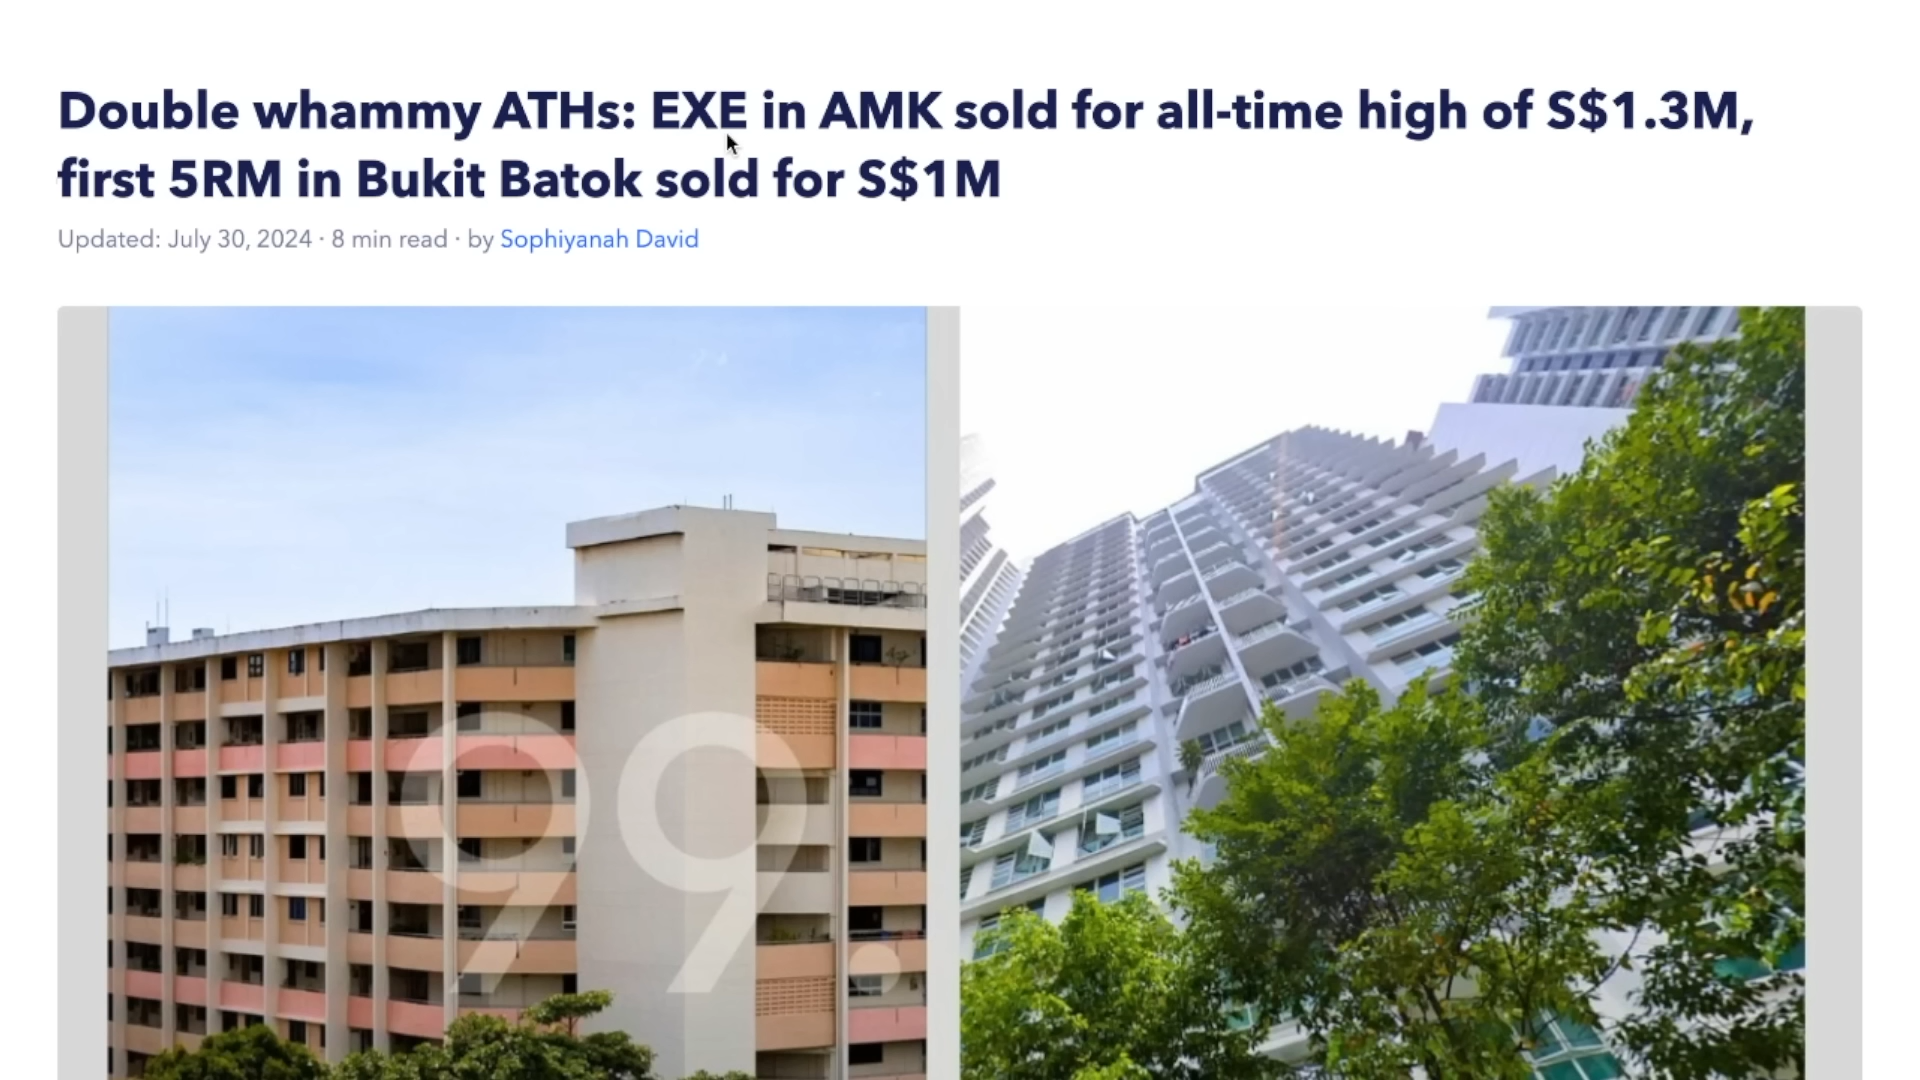 Double whammy ATHs: EXE in AMK sold for all-time high of S$1.3M,
first 5RM in Bukit Batok sold for S$1M
Updated: July 30, 2024 · 8 min read · by Sophiyanah David
99.